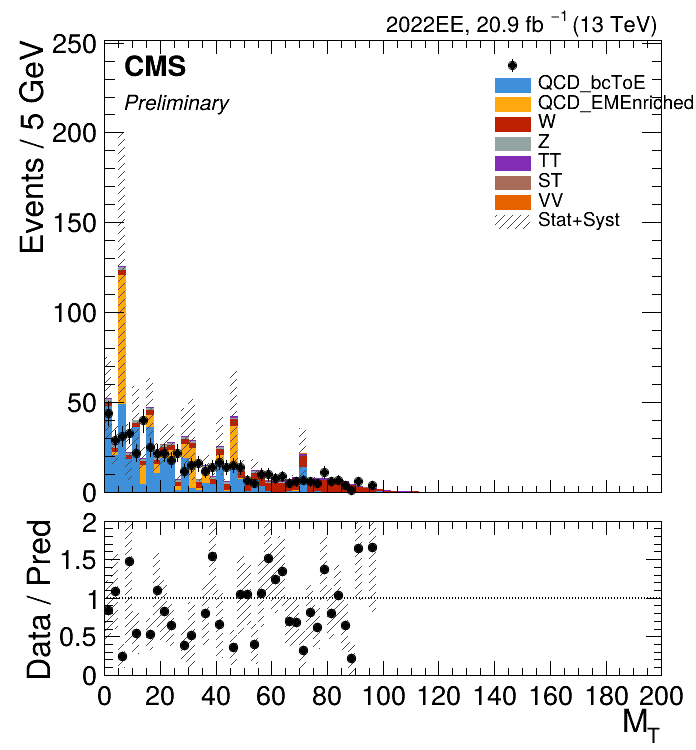 2022EE, 20.9 fb⁻¹ (13 TeV)
CMS
Preliminary
QCD_bcToE
QCD_EMEnriched
W
Z
TT
ST
VV
Stat+Syst
Events / 5 GeV
250
200
150
100
50
0
Data / Pred
2
1.5
1
0.5
0
0 20 40 60 80 100 120 140 160 180 200
M_T